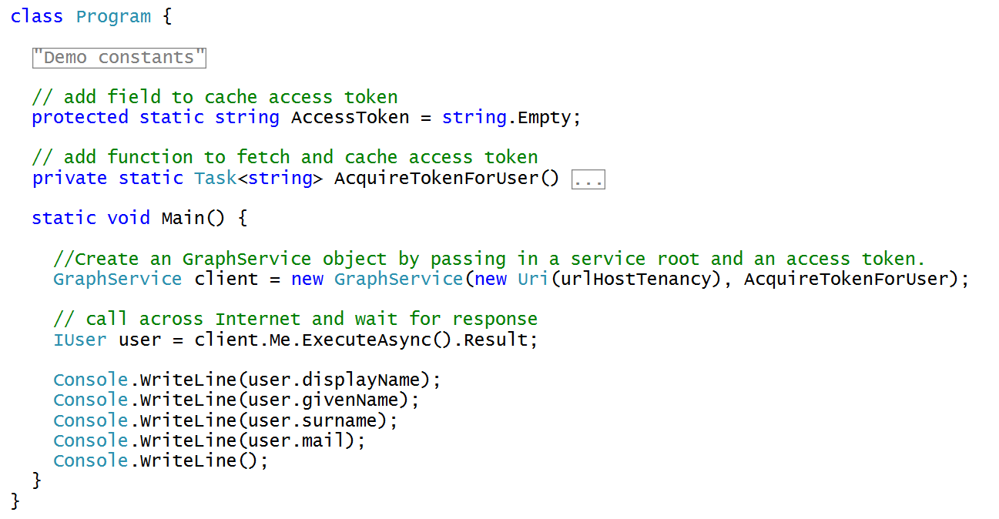 class Program {
"Demo constants"
// add field to cache access token
protected static string AccessToken = string.Empty;
// add function to fetch and cache access token
private static Task<string> AcquireTokenForUser() ...
static void Main() {
//Create an GraphService object by passing in a service root and an access token.
GraphService client = new GraphService(new Uri(urlHostTenancy), AcquireTokenForUser);
// call across Internet and wait for response
IUser user = client.Me.ExecuteAsync().Result;
Console.WriteLine(user.displayName);
Console.WriteLine(user.givenName);
Console.WriteLine(user.surname);
Console.WriteLine(user.mail);
Console.WriteLine();
}
}